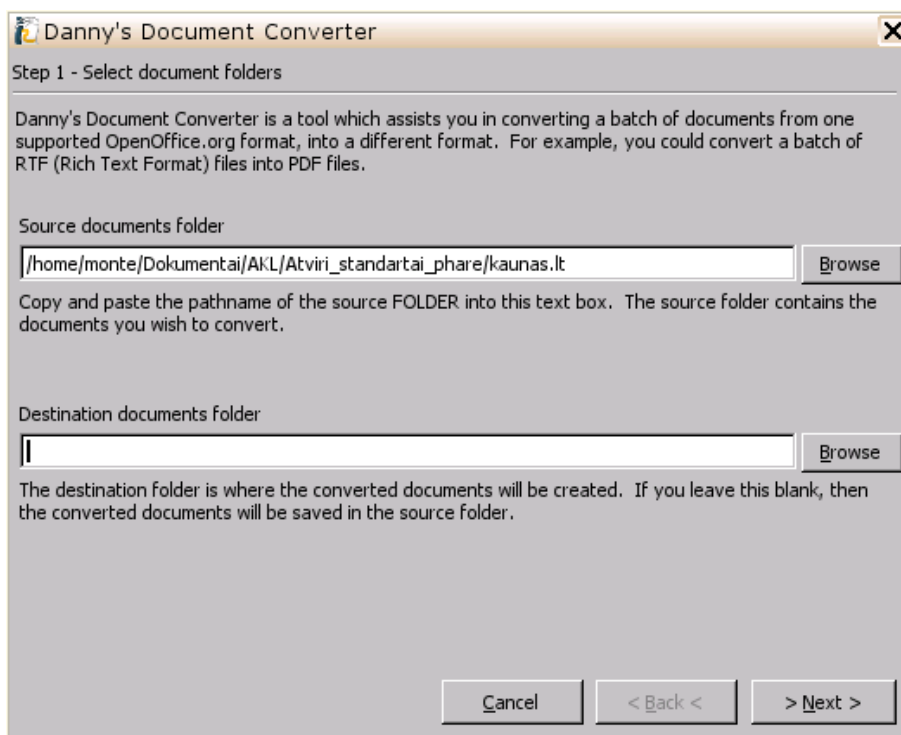 Danny's Document Converter
Step 1 - Select document folders
Danny's Document Converter is a tool which assists you in converting a batch of documents from one
supported OpenOffice.org format, into a different format.  For example, you could convert a batch of
RTF (Rich Text Format) files into PDF files.
Source documents folder
/home/monte/Dokumentai/AKL/Atviri_standartai_phare/kaunas.lt
Browse
Copy and paste the pathname of the source FOLDER into this text box.  The source folder contains the
documents you wish to convert.
Destination documents folder
Browse
The destination folder is where the converted documents will be created.  If you leave this blank, then
the converted documents will be saved in the source folder.
Cancel
< Back <
> Next >